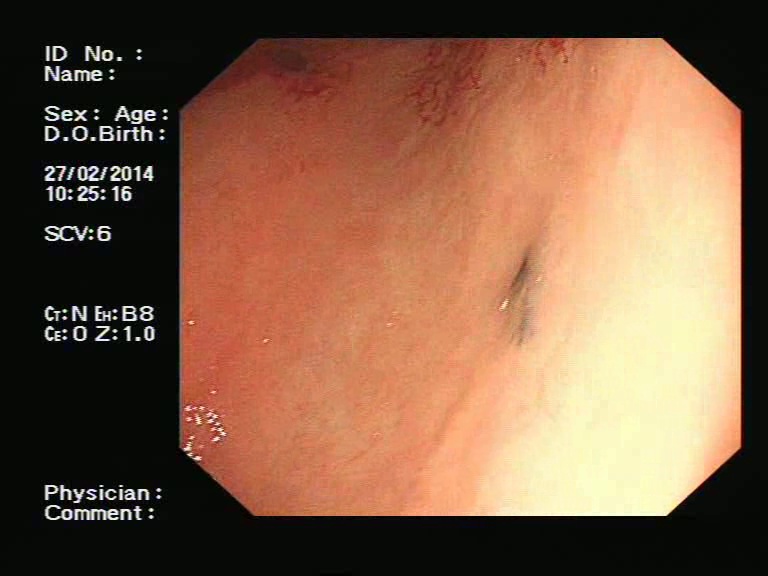 ID No. :
Name:
Sex: Age:
D.O.Birth:
27/02/2014
10:25:16
SCV:6
CT:N EH:B8
CE:0 Z:1.0
Physician:
Comment: